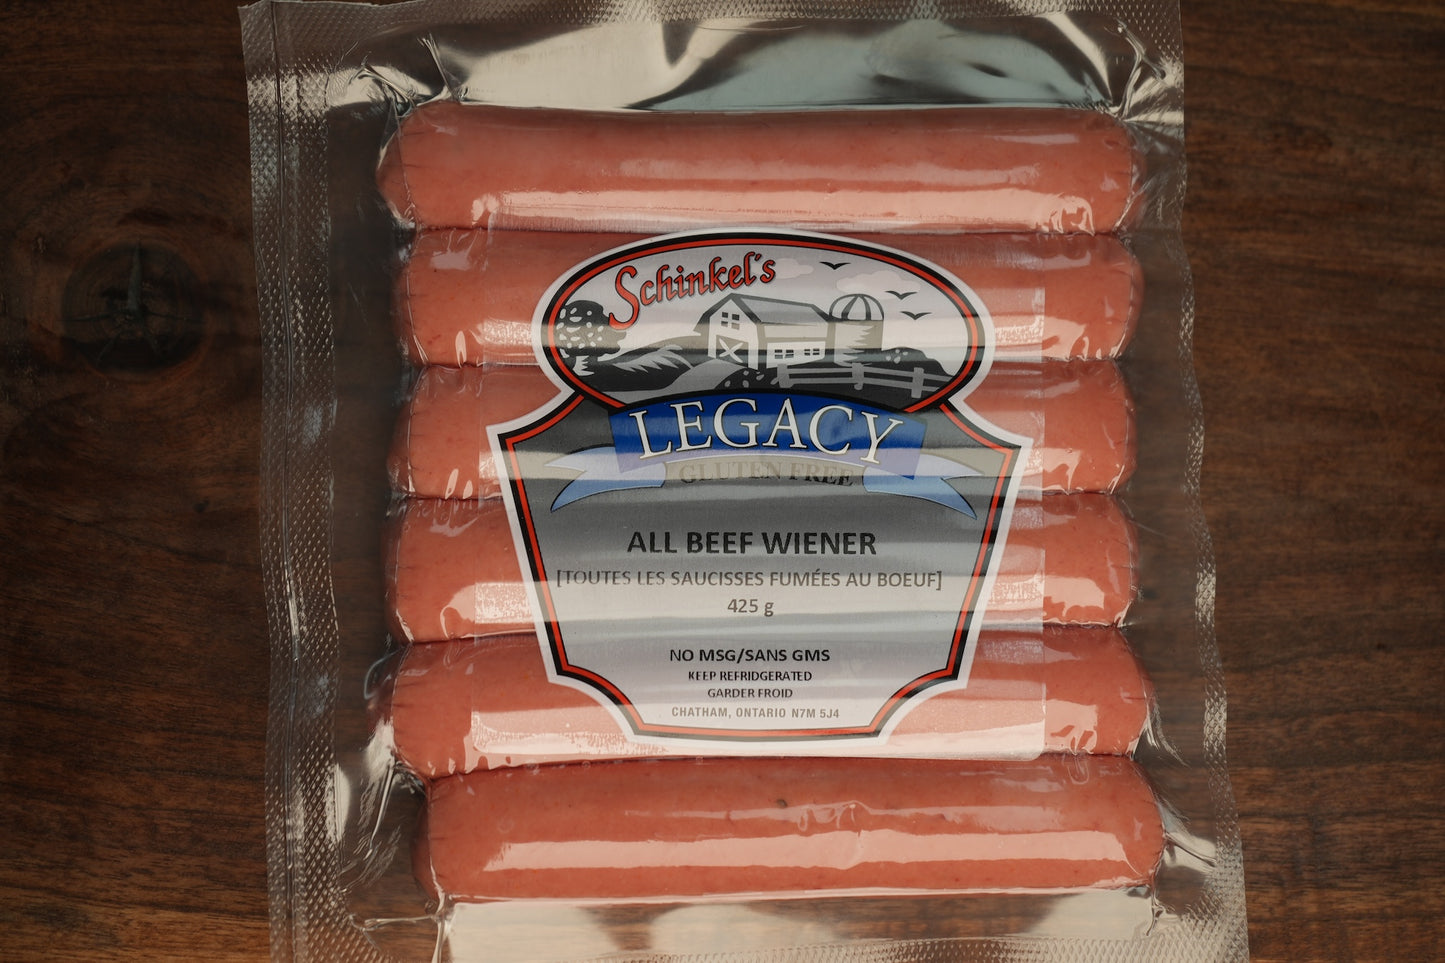 Schinkel's
LEGACY
GLUTEN FREE
ALL BEEF WIENER
[TOUTES LES SAUCISSES FUMÉES AU BOEUF]
425 g
NO MSG/SANS GMS
KEEP REFRIDGERATED
GARDER FROID
CHATHAM, ONTARIO N7M 5J4